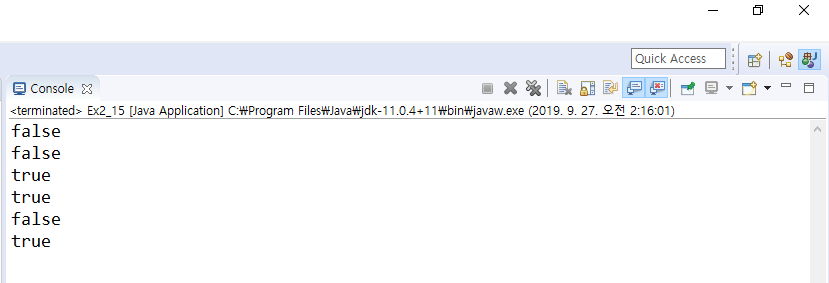 Quick Access
Console
<terminated> Ex2_15 [Java Application] C:₩Program Files₩Java₩jdk-11.0.4+11₩bin₩javaw.exe (2019. 9. 27. 오전 2:16:01)
false
false
true
true
false
true